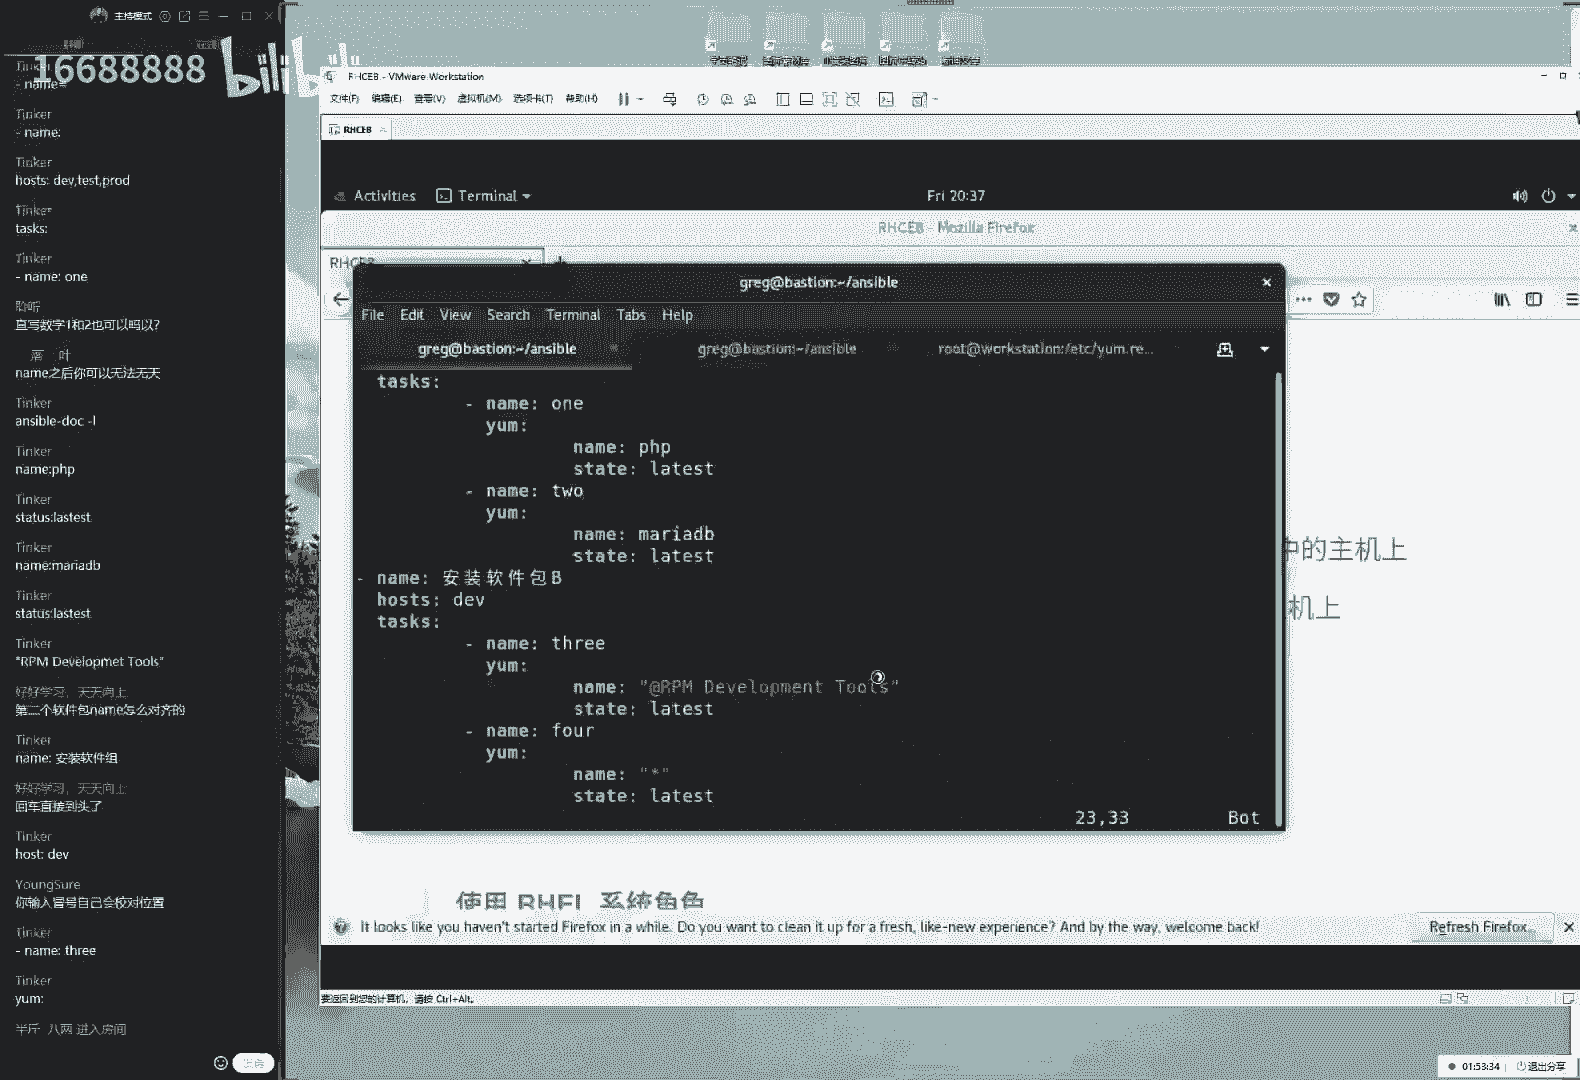 主持模式
16688888
bilibili
- name=
Tinker
- name:
Tinker
hosts: dev,test,prod
Tinker
tasks:
Tinker
- name: one
聆听
直写数字1和2也可以吗以?
落 叶
name之后你可以无法无天
Tinker
ansible-doc -l
Tinker
name:php
Tinker
status:lastest
Tinker
name:mariadb
Tinker
status:lastest
Tinker
"RPM Developmet Tools"
好好学习,天天向上
第二个软件包name怎么对齐的
Tinker
name: 安装软件组
好好学习,天天向上
回车直接到头了
Tinker
host: dev
YoungSure
你输入冒号自己会校对位置
Tinker
- name: three
Tinker
yum:
半斤 八两 进入房间
RHCE8 - VMware Workstation
文件(F) 编辑(E) 查看(V) 虚拟机(M) 选项卡(T) 帮助(H)
RHCE8
Activities Terminal Fri 20:37
RHCE8 - Mozilla Firefox
RHCE8
greg@bastion:~/ansible
File Edit View Search Terminal Tabs Help
greg@bastion:~/ansible greg@bastion:~/ansible root@workstation:/etc/yum.re...
tasks:
- name: one
yum:
name: php
state: latest
- name: two
yum:
name: mariadb
state: latest
- name: 安装软件包B
hosts: dev
tasks:
- name: three
yum:
name: "@RPM Development Tools"
state: latest
- name: four
yum:
name: "*"
state: latest
23,33 Bot
中的主机上
机上
使用 RHEL 系统角色
It looks like you haven't started Firefox in a while. Do you want to clean it up for a fresh, like-new experience? And by the way, welcome back!
Refresh Firefox...
要返回到您的计算机,请按 Ctrl+Alt。
01:53:34 退出分享